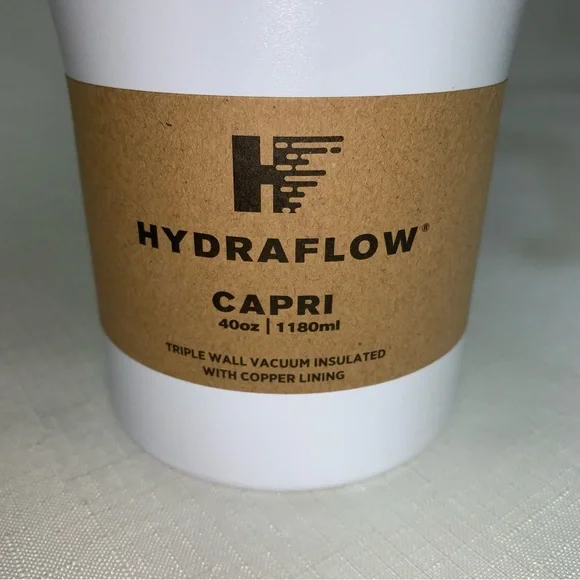 HYDRAFLOW®
CAPRI
40oz | 1180ml
TRIPLE WALL VACUUM INSULATED
WITH COPPER LINING